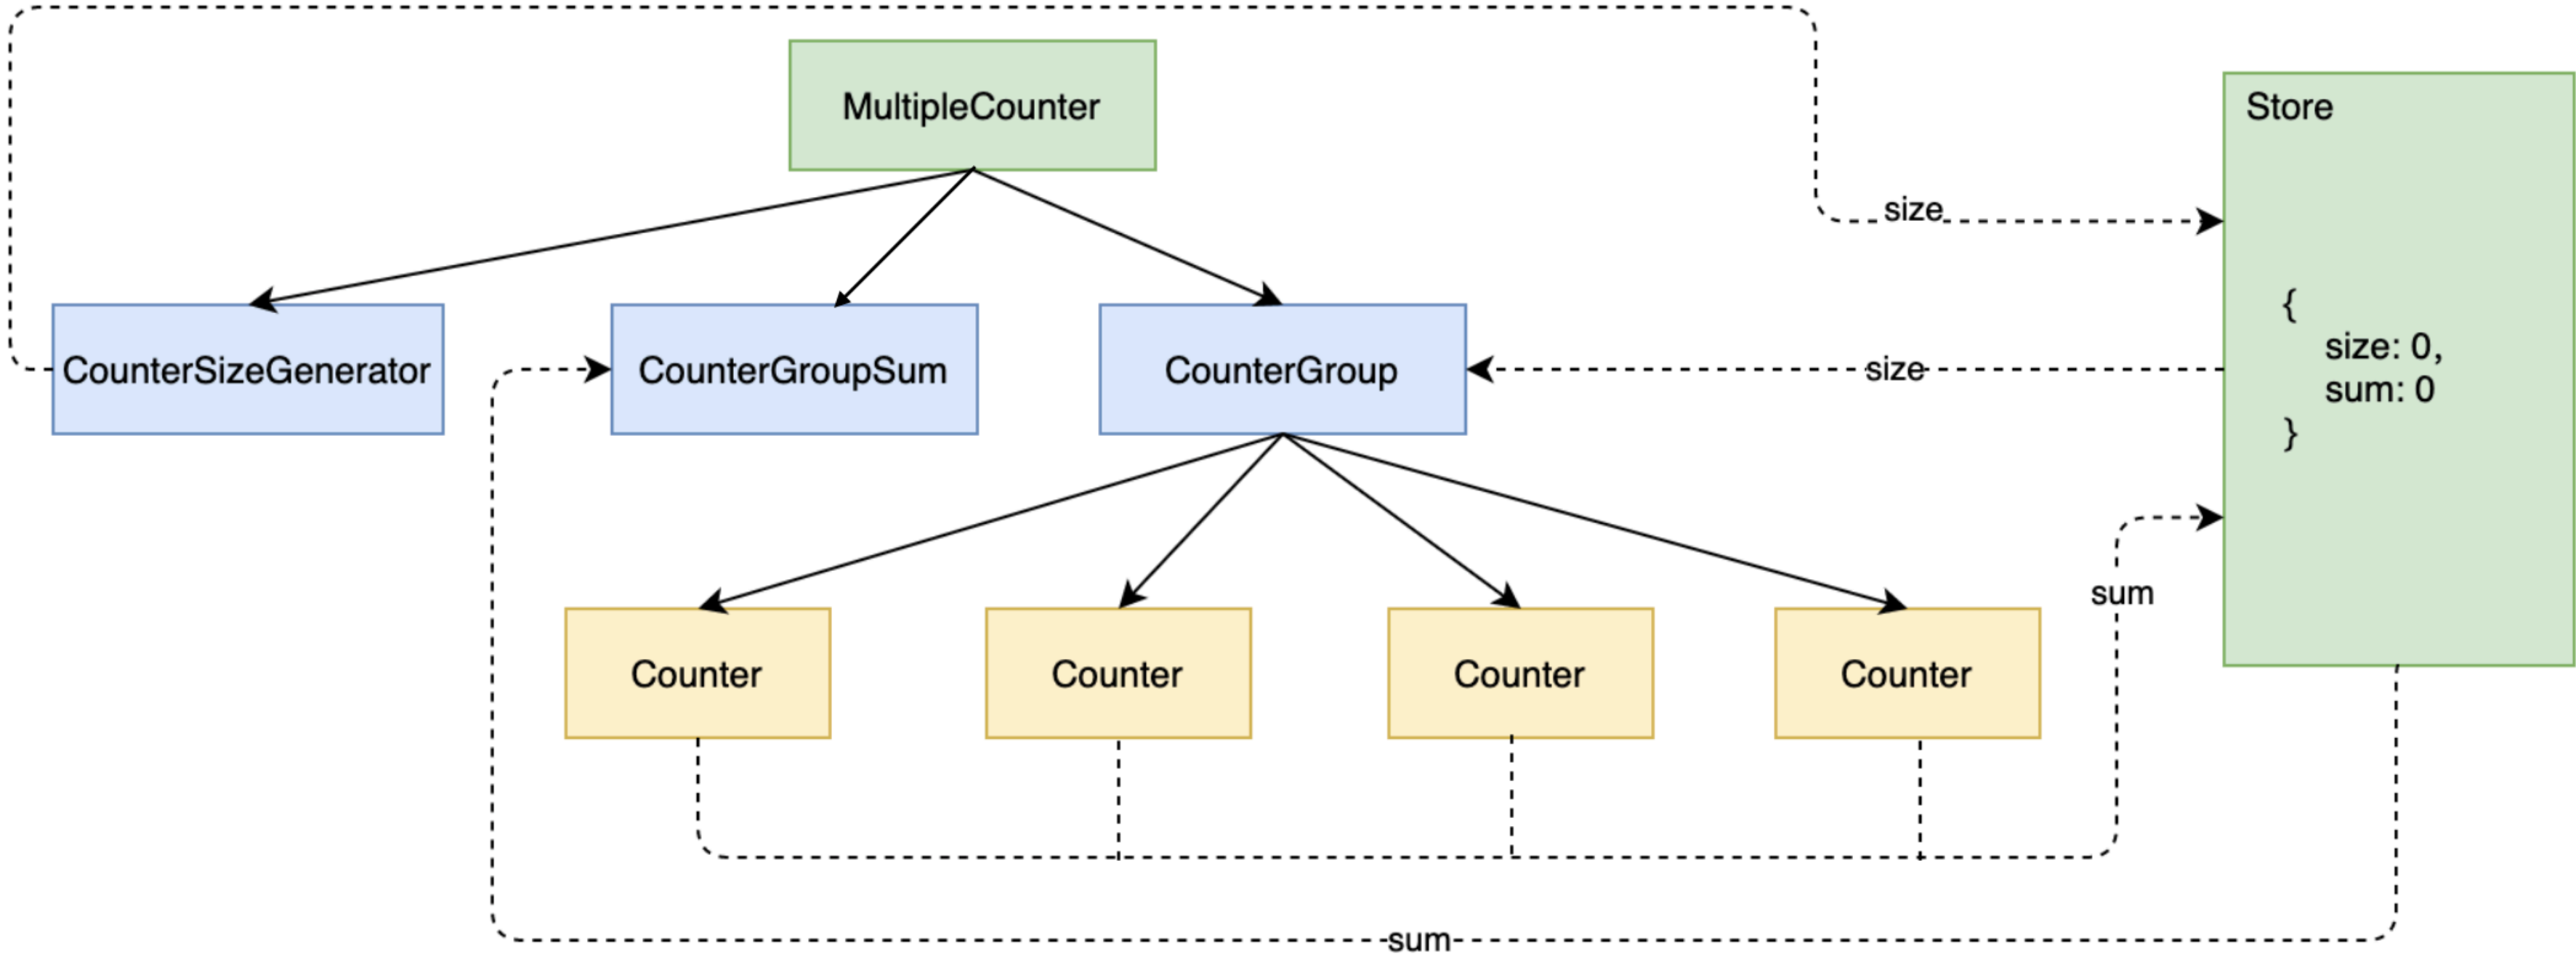 MultipleCounter
Store
size
{
size: 0,
sum: 0
}
CounterSizeGenerator
CounterGroupSum
CounterGroup
size
sum
Counter
Counter
Counter
Counter
sum